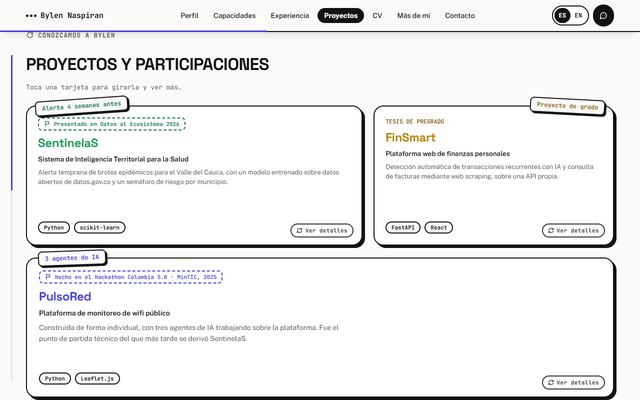 Bylen Naspiran
Perfil
Capacidades
Experiencia
Proyectos
CV
Más de mí
Contacto
ES EN
CONOZCAMOS A BYLEN
PROYECTOS Y PARTICIPACIONES
Toca una tarjeta para girarla y ver más.
Alerta 4 semanas antes
Presentado en Datos al Ecosistema 2026
SentinelaS
Sistema de Inteligencia Territorial para la Salud
Alerta temprana de brotes epidémicos para el Valle del Cauca, con un modelo entrenado sobre datos
abiertos de datos.gov.co y un semáforo de riesgo por municipio.
Python
scikit-learn
Ver detalles
Proyecto de grado
TESIS DE PREGRADO
FinSmart
Plataforma web de finanzas personales
Detección automática de transacciones recurrentes con IA y consulta
de facturas mediante web scraping, sobre una API propia.
FastAPI
React
Ver detalles
3 agentes de IA
Hecho en el Hackathon Colombia 5.0 · MinTIC, 2025
PulsoRed
Plataforma de monitoreo de wifi público
Construida de forma individual, con tres agentes de IA trabajando sobre la plataforma. Fue el
punto de partida técnico del que más tarde se derivó SentinelaS.
Python
Leaflet.js
Ver detalles